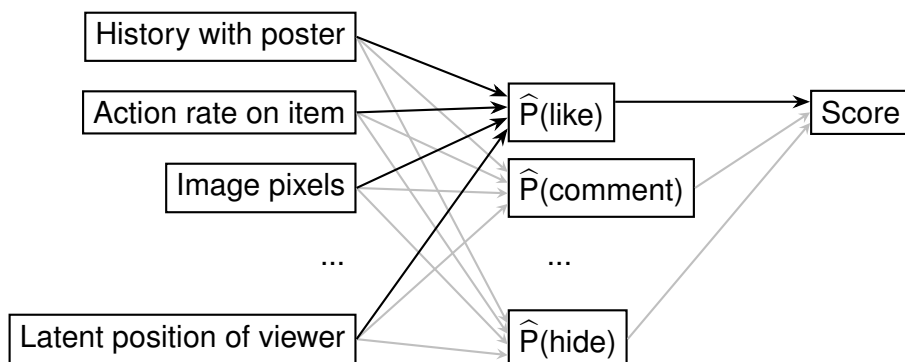 History with poster
Action rate on item
Image pixels
...
Latent position of viewer
P̂(like)
P̂(comment)
...
P̂(hide)
Score